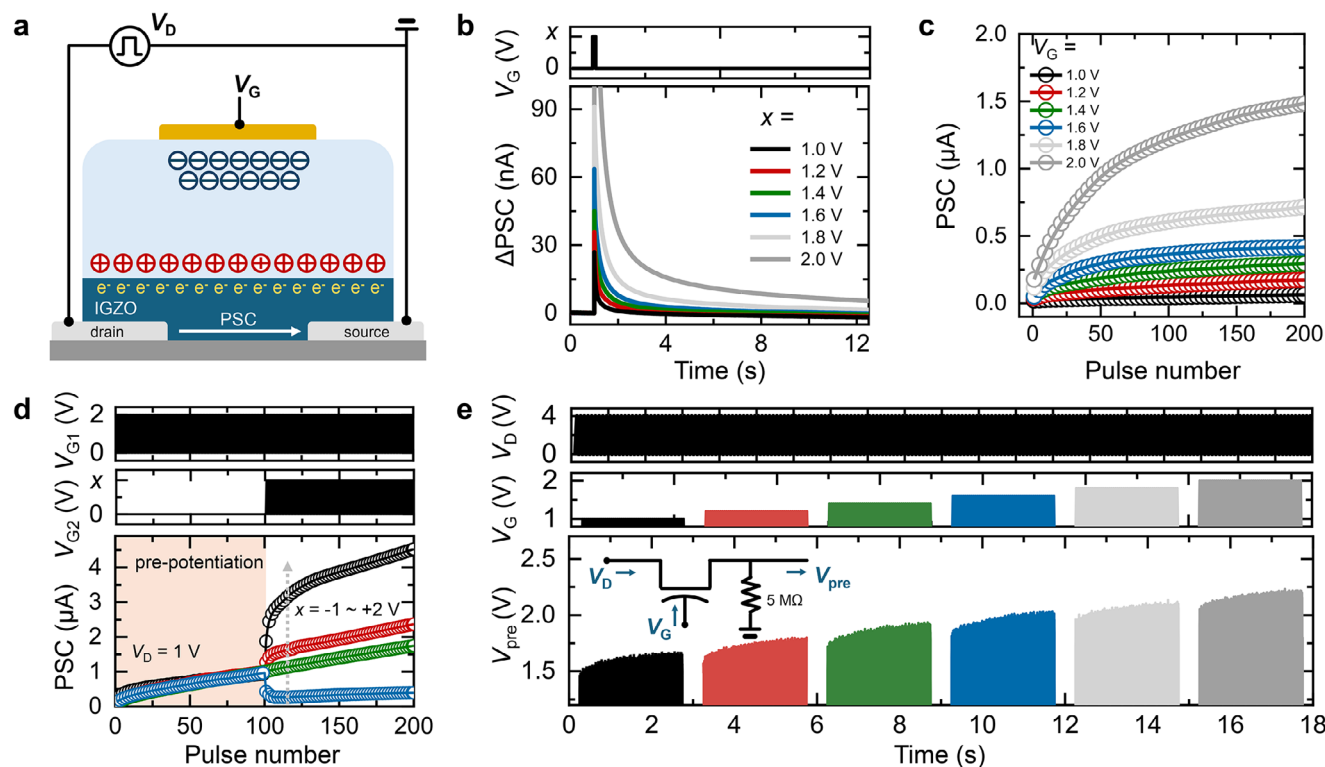 a
V_D
V_G
e⁻ e⁻ e⁻ e⁻ e⁻ e⁻ e⁻ e⁻ e⁻ e⁻ e⁻ e⁻
IGZO
PSC
drain
source
b
V_G (V)
x
0
ΔPSC (nA)
90
60
30
0
x =
1.0 V
1.2 V
1.4 V
1.6 V
1.8 V
2.0 V
0 4 8 12
Time (s)
c
PSC (µA)
2.0
1.5
1.0
0.5
0.0
V_G =
1.0 V
1.2 V
1.4 V
1.6 V
1.8 V
2.0 V
0 50 100 150 200
Pulse number
d
V_G1 (V)
2
0
V_G2 (V)
x
0
PSC (µA)
4
3
2
1
0
pre-potentiation
x = -1 ~ +2 V
V_D = 1 V
0 50 100 150 200
Pulse number
e
V_D (V)
4
0
V_G (V)
2
1
V_pre (V)
2.5
2.0
1.5
V_D
V_pre
5 MΩ
V_G
0 2 4 6 8 10 12 14 16 18
Time (s)